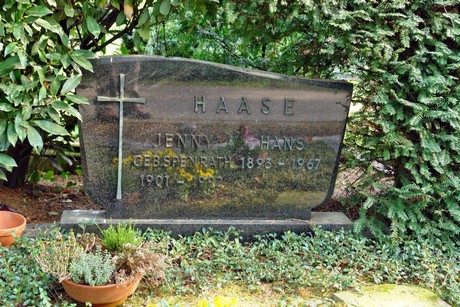 HAASE
JENNY HANS
GEB. SPENRATH 1893 - 1967
1901 -